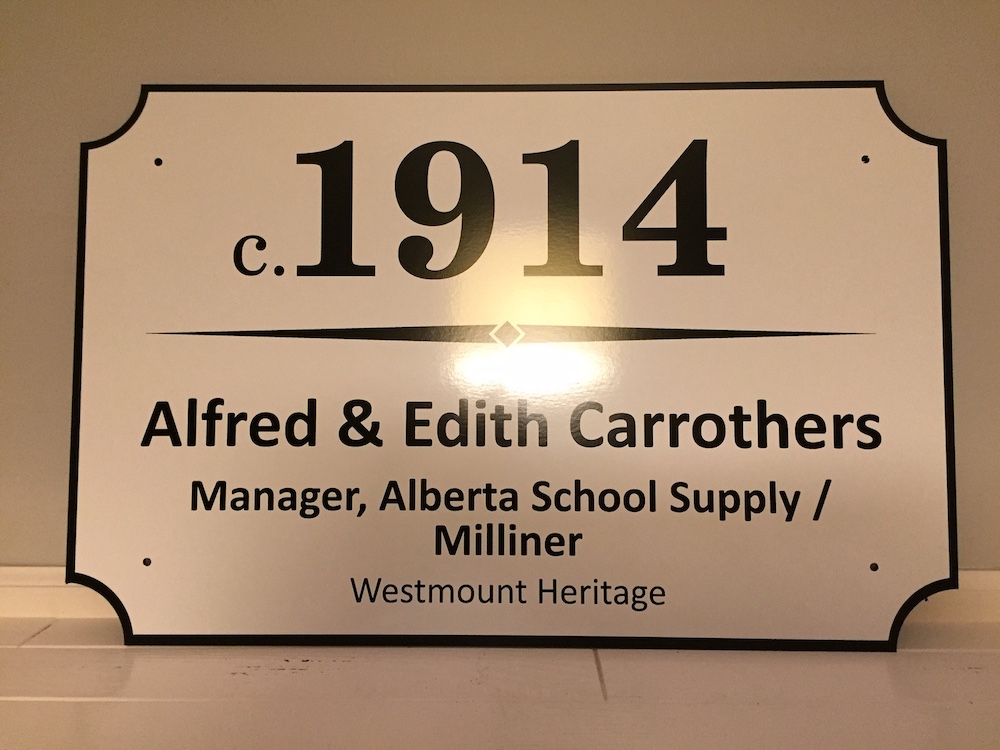 c.1914
Alfred & Edith Carrothers
Manager, Alberta School Supply /
Milliner
Westmount Heritage